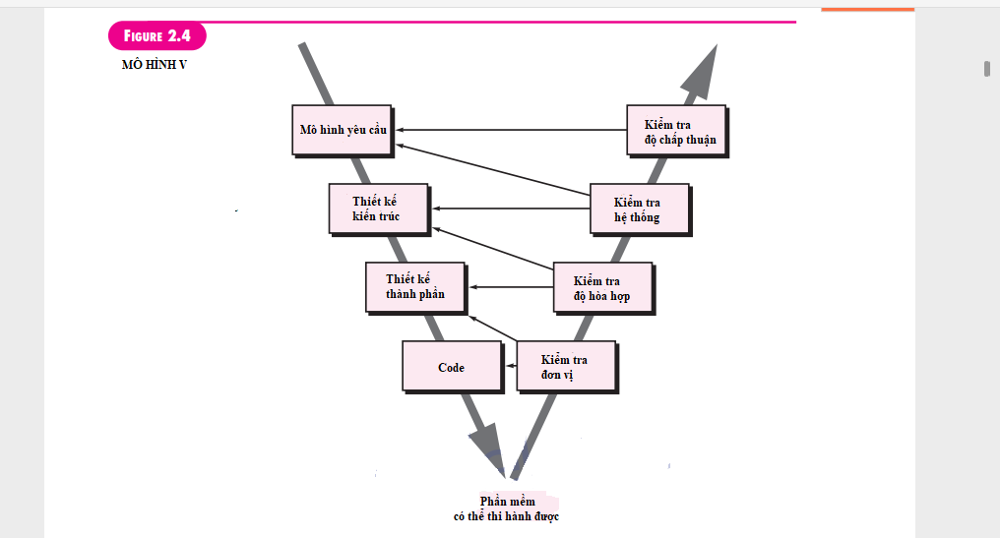 FIGURE 2.4
MÔ HÌNH V
Mô hình yêu cầu
Kiểm tra
độ chấp thuận
Thiết kế
kiến trúc
Kiểm tra
hệ thống
Thiết kế
thành phần
Kiểm tra
độ hòa hợp
Code
Kiểm tra
đơn vị
Phần mềm
có thể thi hành được